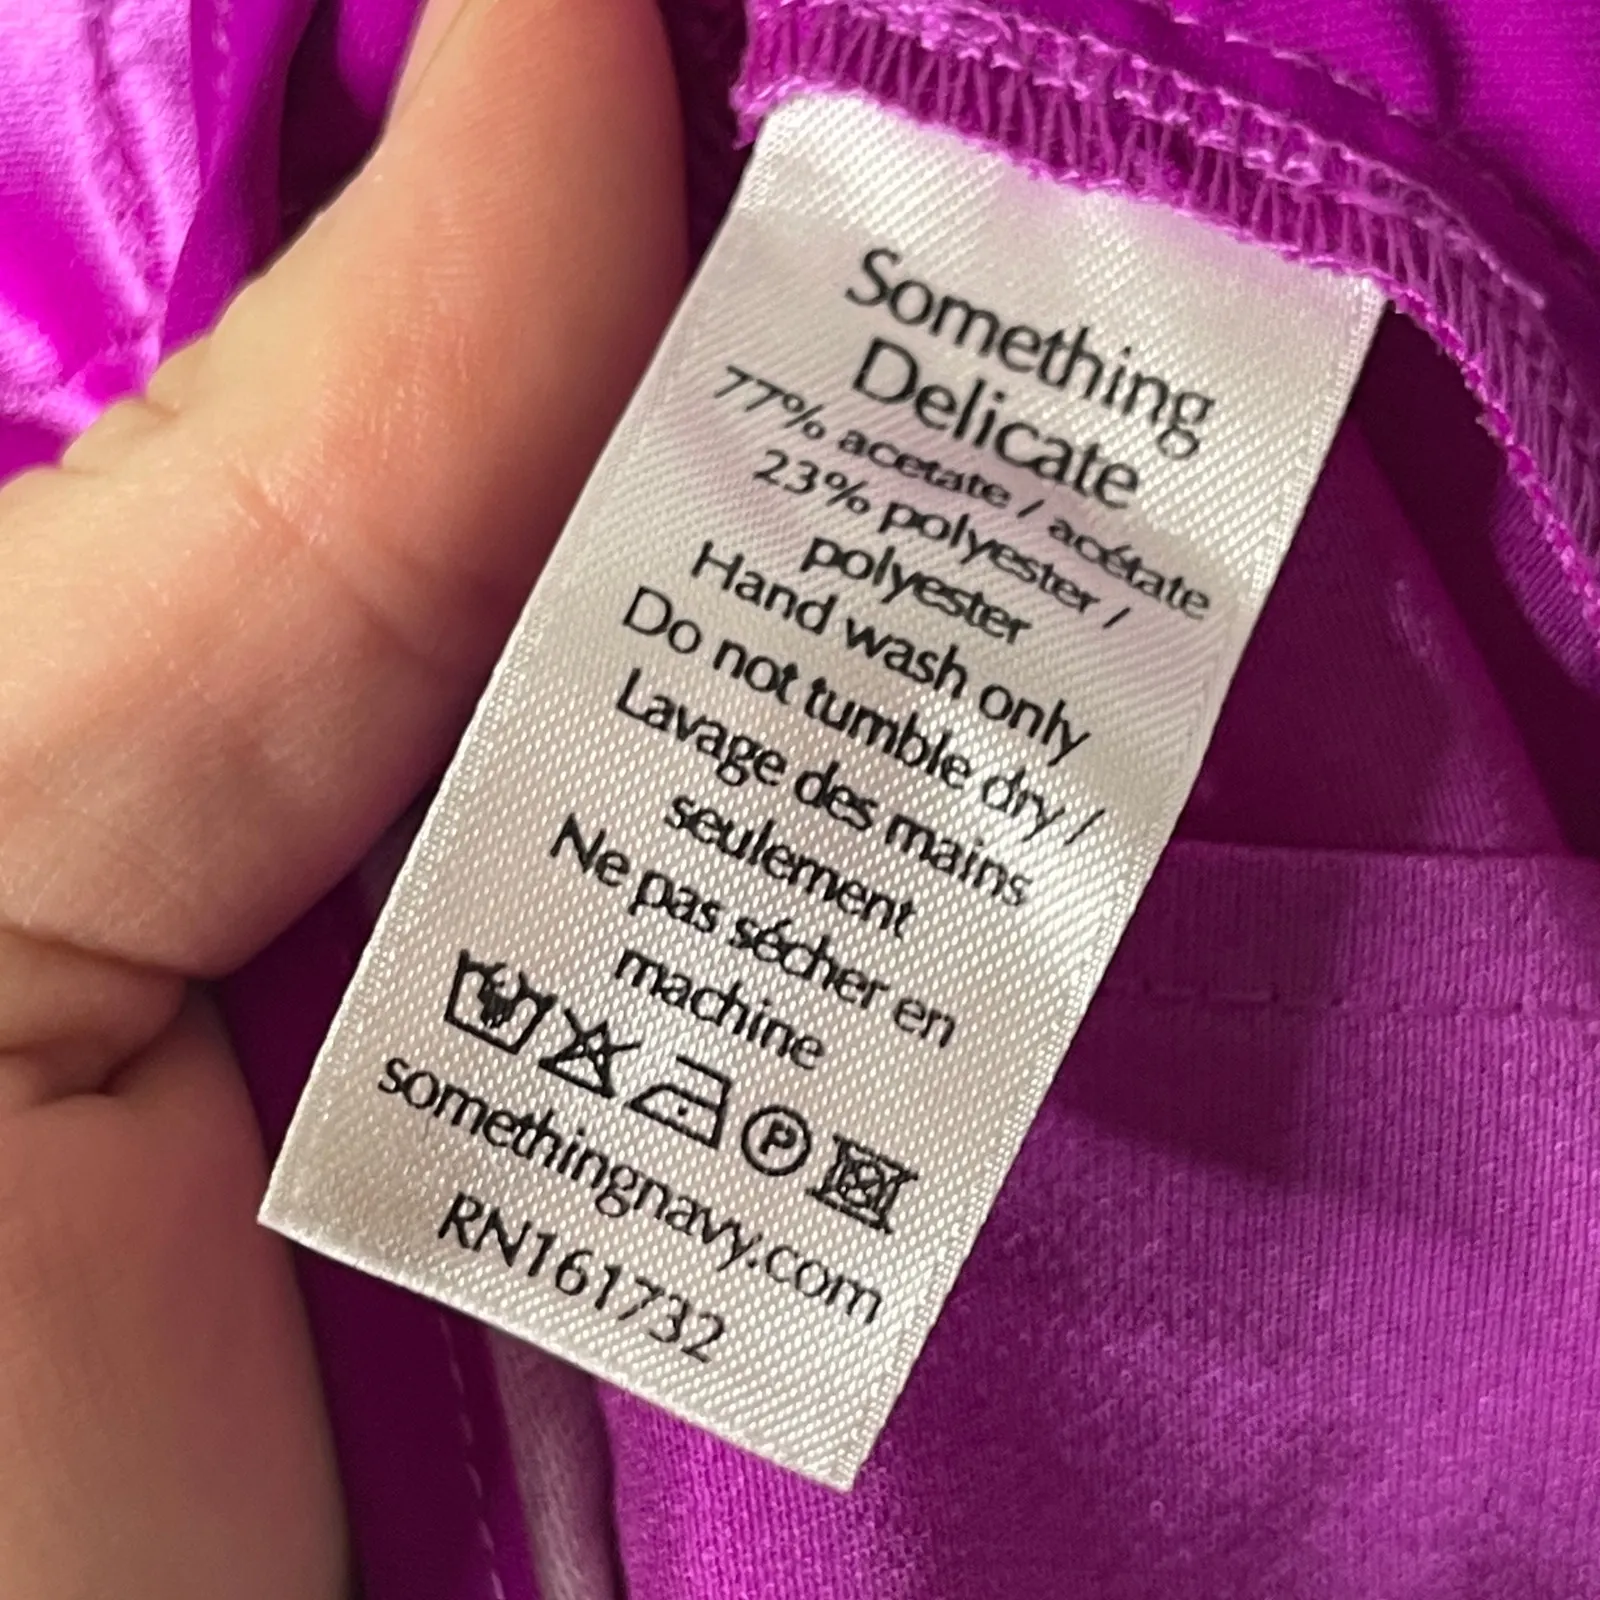 Something
Delicate
77% acetate / acétate
23% polyester /
polyester
Hand wash only
Do not tumble dry /
Lavage des mains
seulement
Ne pas sécher en
machine
P
somethingnavy.com
RN161732